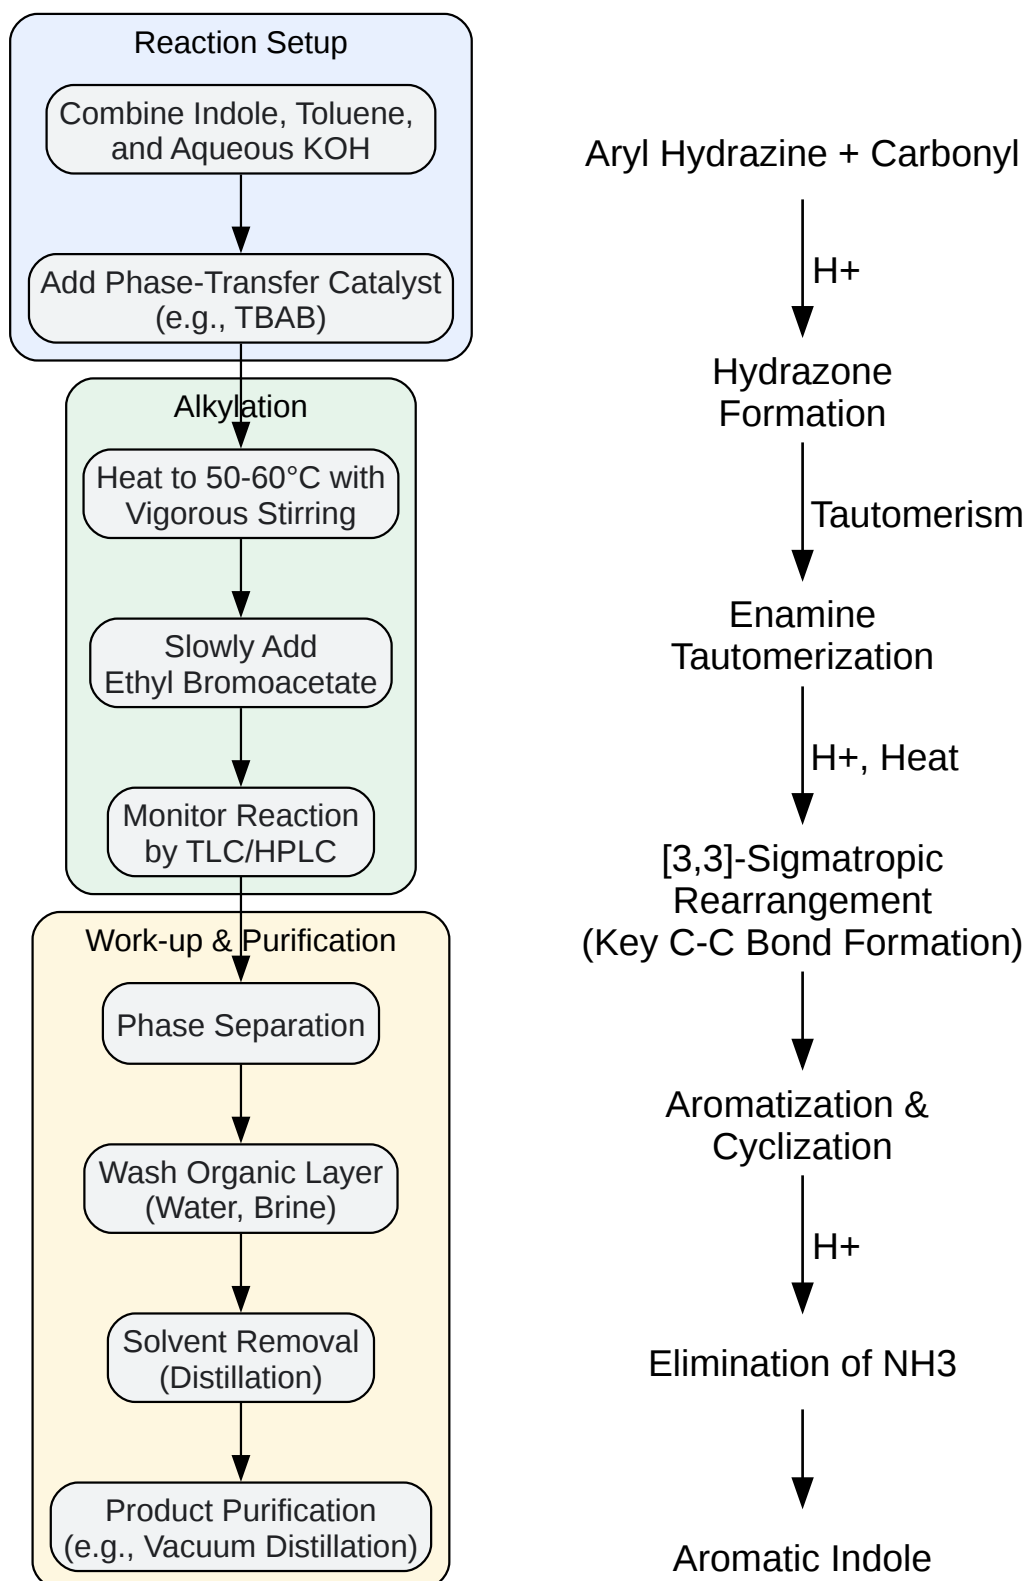 Reaction Setup
Combine Indole, Toluene,
and Aqueous KOH
Add Phase-Transfer Catalyst
(e.g., TBAB)
Alkylation
Heat to 50-60°C with
Vigorous Stirring
Slowly Add
Ethyl Bromoacetate
Monitor Reaction
by TLC/HPLC
Work-up & Purification
Phase Separation
Wash Organic Layer
(Water, Brine)
Solvent Removal
(Distillation)
Product Purification
(e.g., Vacuum Distillation)
Aryl Hydrazine + Carbonyl
H+
Hydrazone
Formation
Tautomerism
Enamine
Tautomerization
H+, Heat
[3,3]-Sigmatropic
Rearrangement
(Key C-C Bond Formation)
Aromatization &
Cyclization
H+
Elimination of NH3
Aromatic Indole